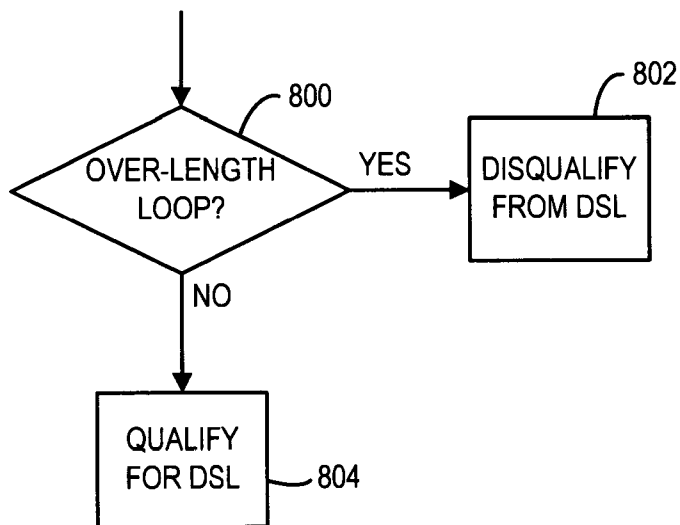 800
802
OVER-LENGTH
LOOP?
YES
DISQUALIFY
FROM DSL
NO
QUALIFY
FOR DSL
804